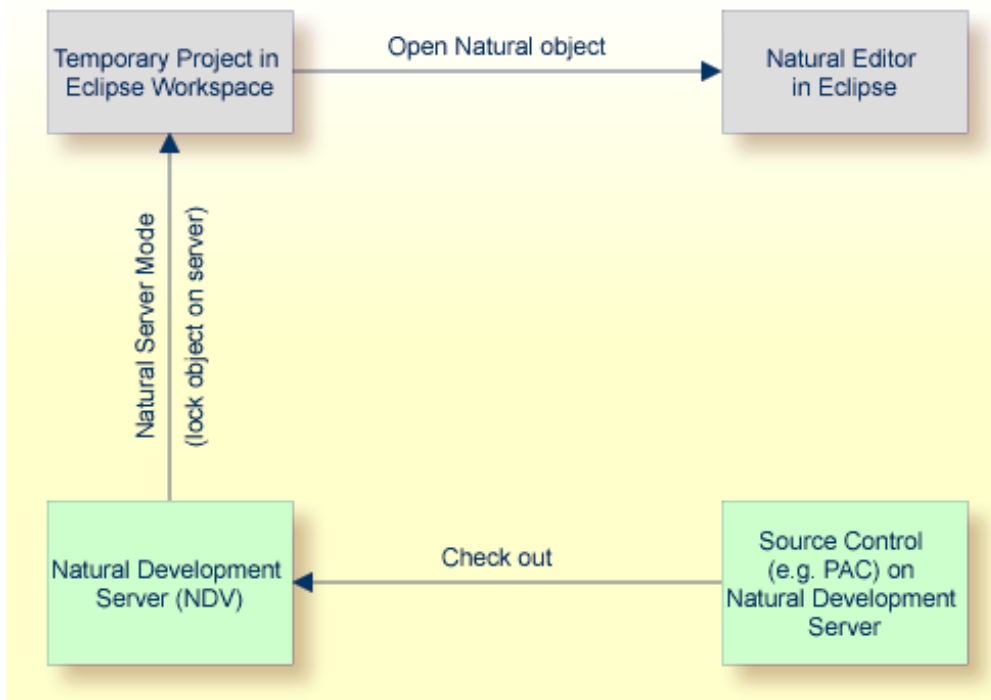 Temporary Project in
Eclipse Workspace
Open Natural object
Natural Editor
in Eclipse
Natural Server Mode
(lock object on server)
Natural Development
Server (NDV)
Check out
Source Control
(e.g. PAC) on
Natural Development
Server